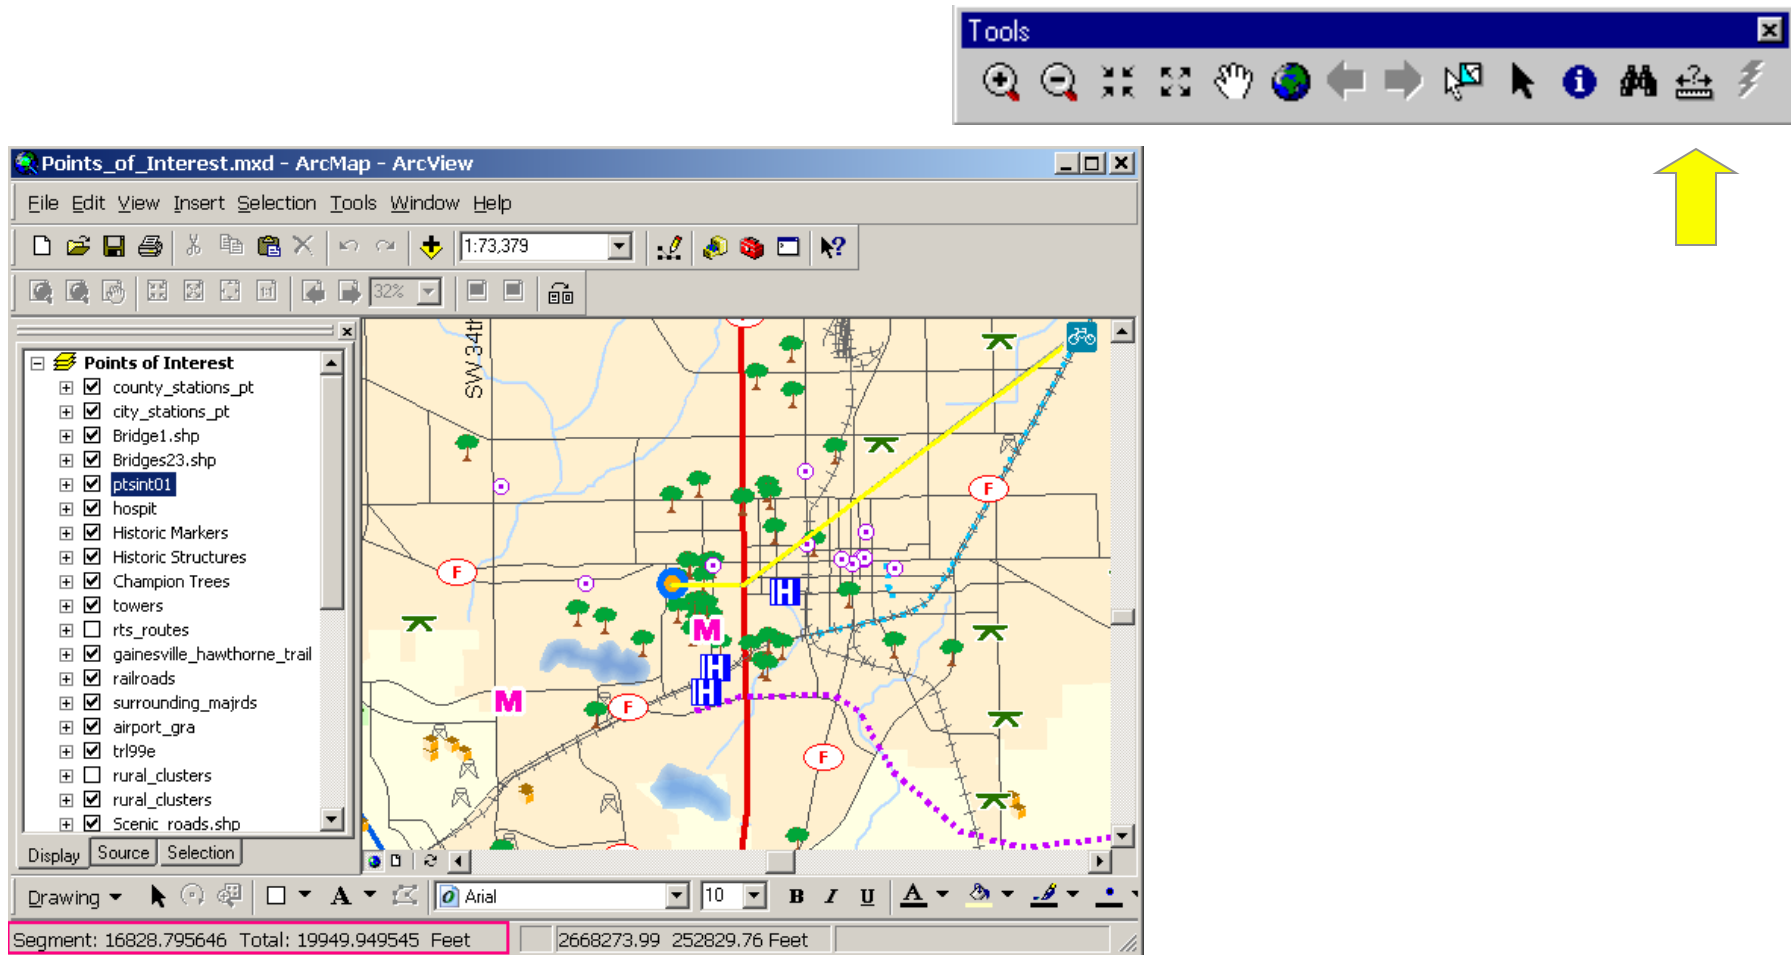 Tools
Points_of_Interest.mxd - ArcMap - ArcView
File Edit View Insert Selection Tools Window Help
1:73,379
32%
1:1
Points of Interest
county_stations_pt
city_stations_pt
Bridge1.shp
Bridges23.shp
ptsint01
hospit
Historic Markers
Historic Structures
Champion Trees
towers
rts_routes
gainesville_hawthorne_trail
railroads
surrounding_majrds
airport_gra
trl99e
rural_clusters
rural_clusters
Scenic_roads.shp
SW 34th
F
F
H
M
H
H
M
F
F
Display Source Selection
Drawing A Arial 10 B I U A
Segment: 16828.795646 Total: 19949.949545 Feet 2668273.99 252829.76 Feet